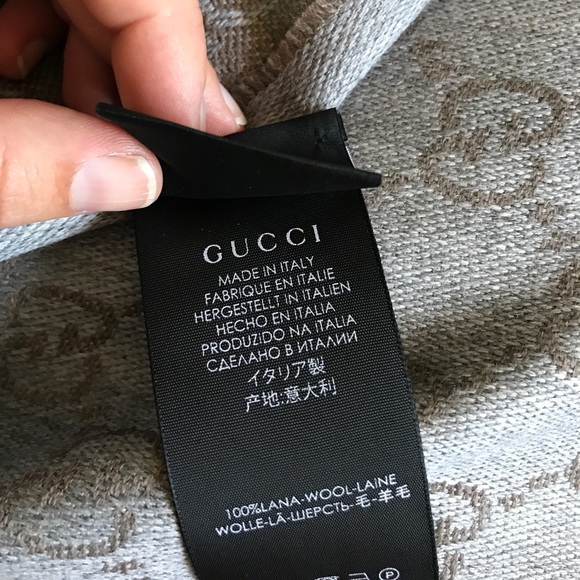 GUCCI
MADE IN ITALY
FABRIQUE EN ITALIE
HERGESTELLT IN ITALIEN
HECHO EN ITALIA
PRODUZIDO NA ITALIA
СДЕЛАНО В ИТАЛИИ
イタリア製
产地:意大利
100%LANA-WOOL-LAINE
WOLLE-LÃ-ШЕРСТЬ-毛-羊毛
P